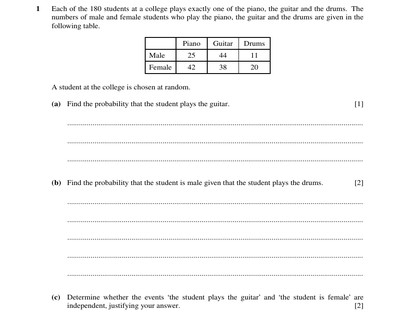 1 Each of the 180 students at a college plays exactly one of the piano, the guitar and the drums. The
numbers of male and female students who play the piano, the guitar and the drums are given in the
following table.
Piano Guitar Drums
Male 25 44 11
Female 42 38 20
A student at the college is chosen at random.
(a) Find the probability that the student plays the guitar. [1]
(b) Find the probability that the student is male given that the student plays the drums. [2]
(c) Determine whether the events ‘the student plays the guitar’ and ‘the student is female’ are
independent, justifying your answer. [2]